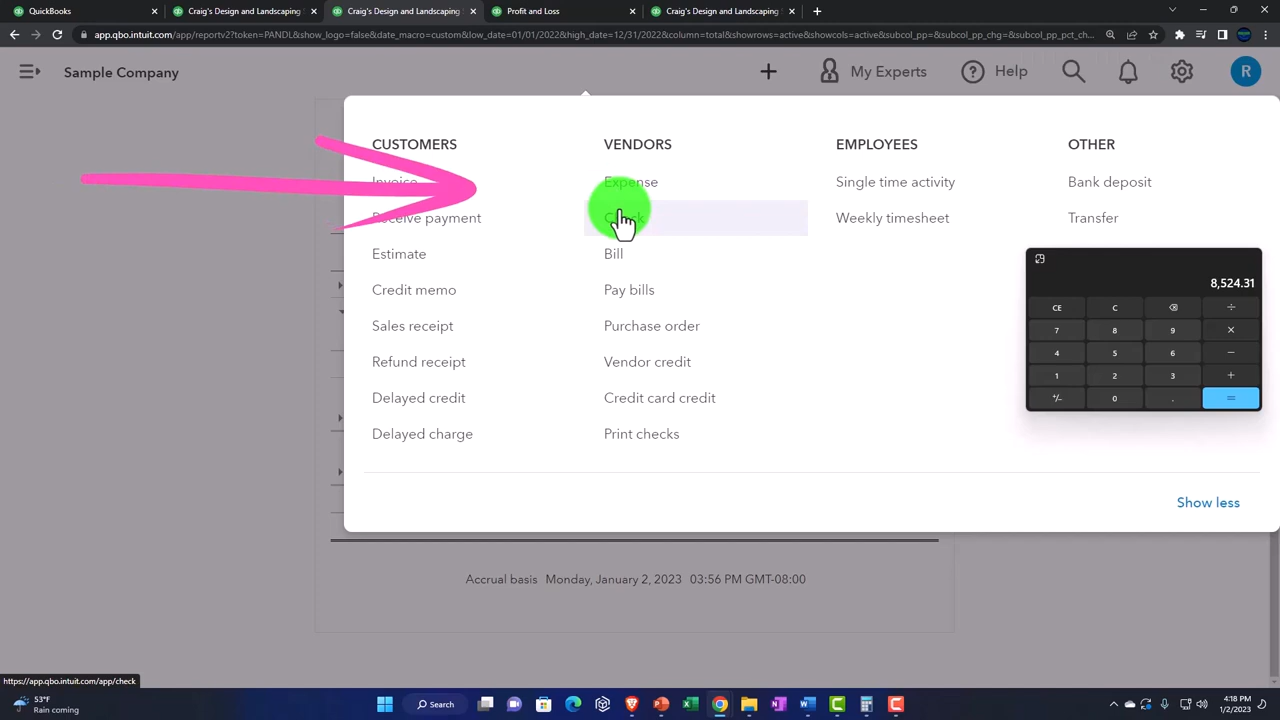 QuickBooks
Craig's Design and Landscaping
Craig's Design and Landscaping S
Profit and Loss
Craig's Design and Landscaping S
app.qbo.intuit.com/app/reportv2?token=PANDL&show_logo=false&date_macro=custom&low_date=01/01/2022&high_date=12/31/2022&column=total&showrows=active&showcols=active&subcol_pp=&subcol_pp_chg=&subcol_pp_pct_ch...
Sample Company
My Experts
Help
R
CUSTOMERS
Invoice
Receive payment
Estimate
Credit memo
Sales receipt
Refund receipt
Delayed credit
Delayed charge
VENDORS
Expense
Check
Bill
Pay bills
Purchase order
Vendor credit
Credit card credit
Print checks
EMPLOYEES
Single time activity
Weekly timesheet
OTHER
Bank deposit
Transfer
8,524.31
CE C ⌫ ÷
7 8 9 ×
4 5 6 −
1 2 3 +
+/− 0 . =
Show less
Accrual basis Monday, January 2, 2023 03:56 PM GMT-08:00
https://app.qbo.intuit.com/app/check
53°F
Rain coming
Search
4:18 PM
1/2/2023